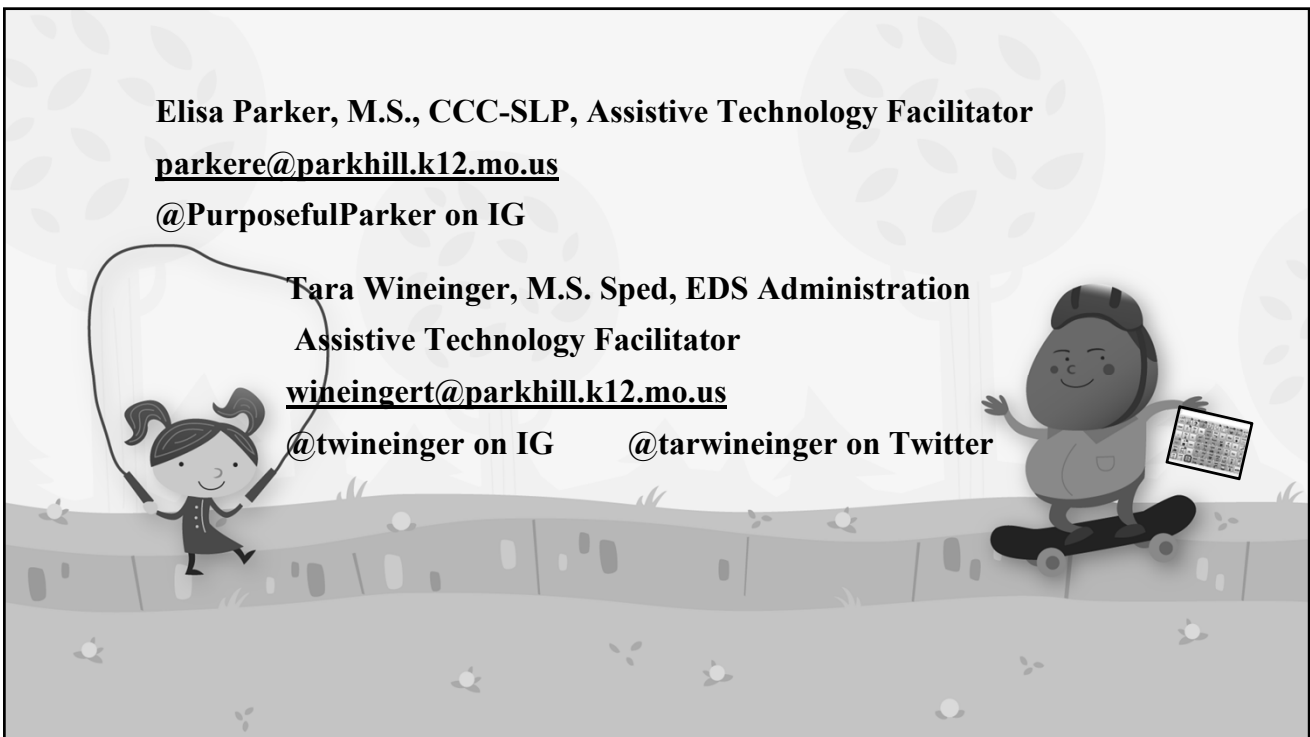 Elisa Parker, M.S., CCC-SLP, Assistive Technology Facilitator
parkere@parkhill.k12.mo.us
@PurposefulParker on IG
Tara Wineinger, M.S. Sped, EDS Administration
Assistive Technology Facilitator
wineingert@parkhill.k12.mo.us
@twineinger on IG @tarwineinger on Twitter